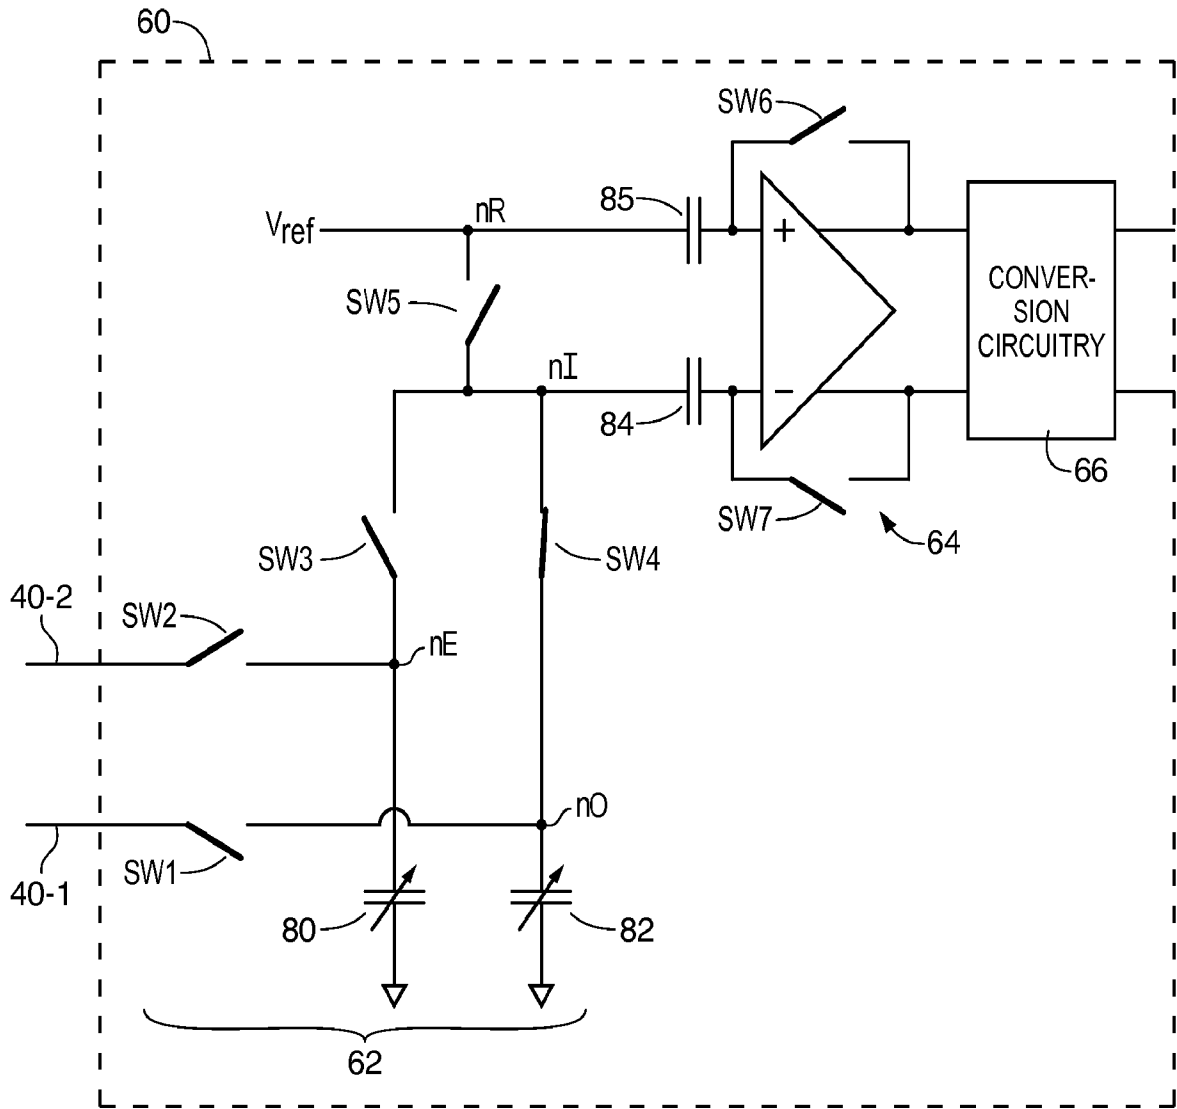 60
SW6
85
nR
Vref
+
CONVER-
SION
CIRCUITRY
SW5
nI
−
84
66
SW7
64
SW3
SW4
40-2
SW2
nE
nO
40-1
SW1
80
82
62